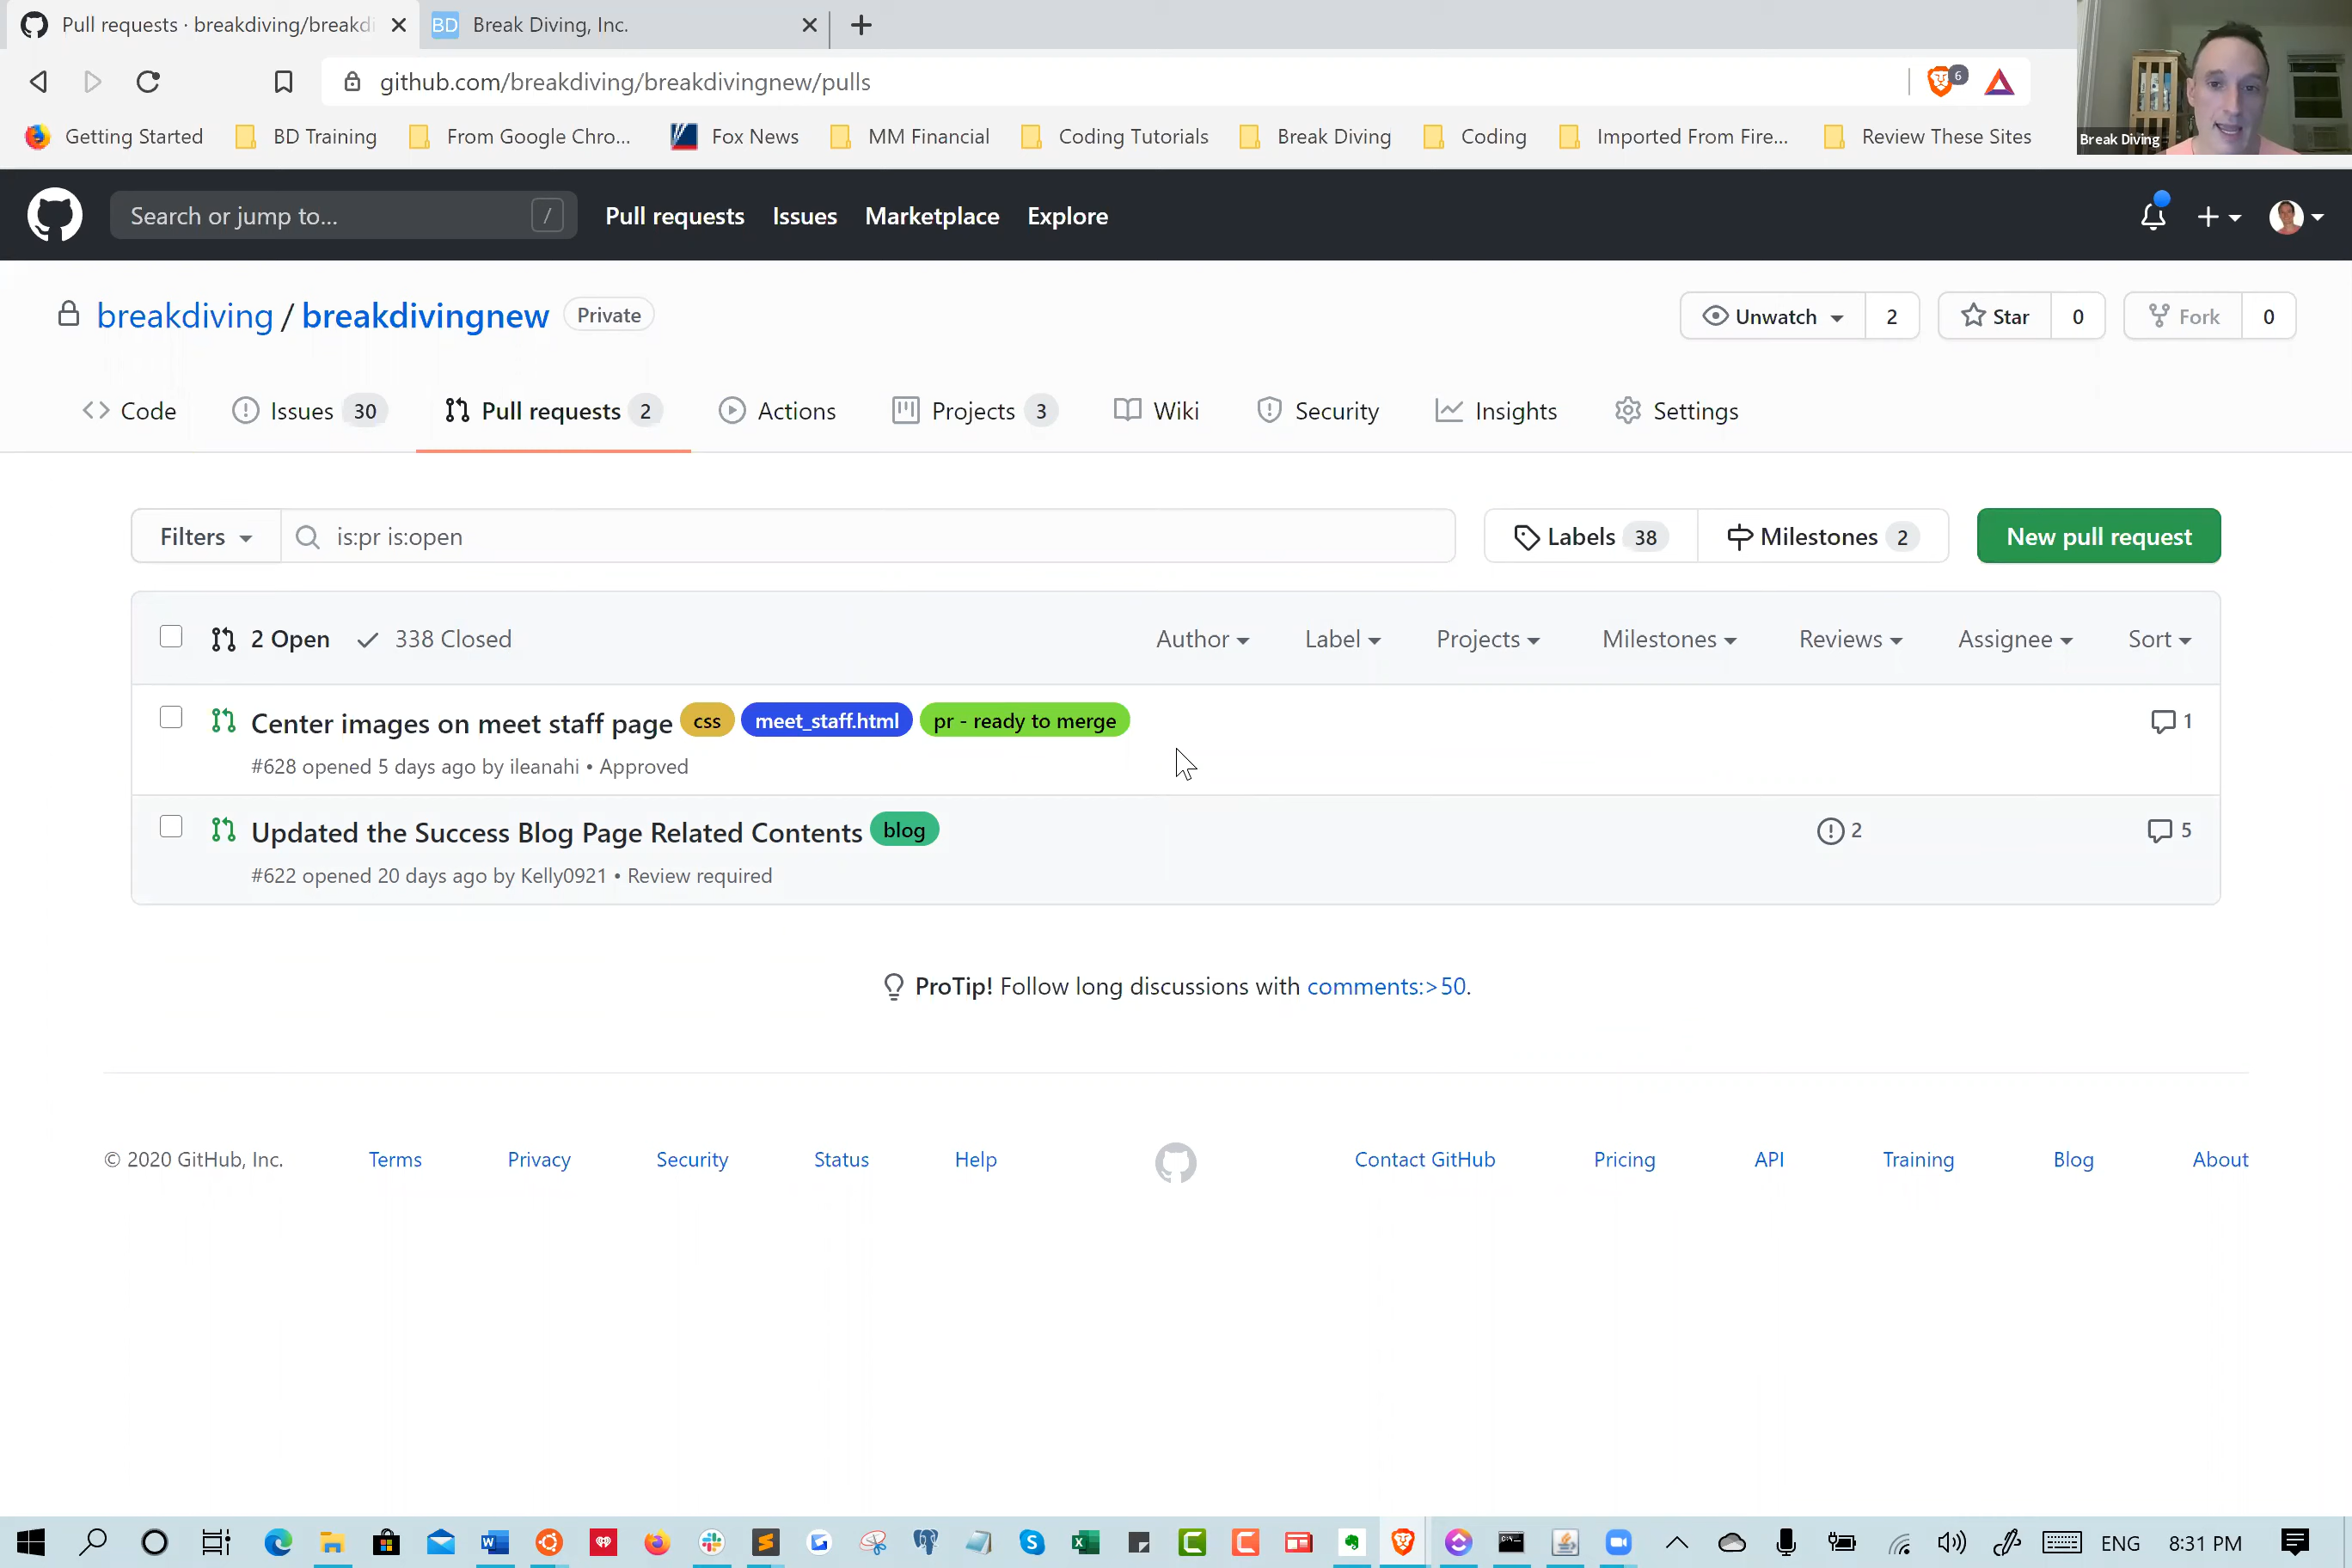 Pull requests · breakdiving/breakdi
BD Break Diving, Inc.
github.com/breakdiving/breakdivingnew/pulls
6
Getting Started BD Training From Google Chro... Fox News MM Financial Coding Tutorials Break Diving Coding Imported From Fire... Review These Sites
Break Diving
Search or jump to... / Pull requests Issues Marketplace Explore
breakdiving / breakdivingnew Private Unwatch 2 Star 0 Fork 0
Code Issues 30 Pull requests 2 Actions Projects 3 Wiki Security Insights Settings
Filters is:pr is:open Labels 38 Milestones 2 New pull request
2 Open 338 Closed Author Label Projects Milestones Reviews Assignee Sort
Center images on meet staff page css meet_staff.html pr - ready to merge 1
#628 opened 5 days ago by ileanahi • Approved
Updated the Success Blog Page Related Contents blog 2 5
#622 opened 20 days ago by Kelly0921 • Review required
ProTip! Follow long discussions with comments:>50.
© 2020 GitHub, Inc. Terms Privacy Security Status Help Contact GitHub Pricing API Training Blog About
ENG 8:31 PM